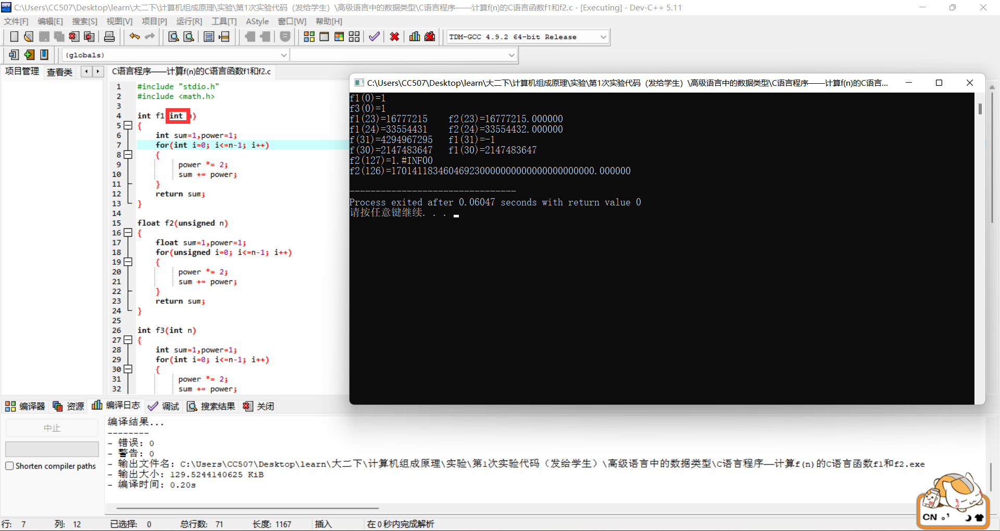 C:\Users\CC507\Desktop\learn\大二下\计算机组成原理\实验\第1次实验代码（发给学生）\高级语言中的数据类型\C语言程序——计算f(n)的C语言函数f1和f2.c - [Executing] - Dev-C++ 5.11
文件[F] 编辑[E] 搜索[S] 视图[V] 项目[P] 运行[R] 工具[T] AStyle 窗口[W] 帮助[H]
TDM-GCC 4.9.2 64-bit Release
(globals)
项目管理 查看类
C语言程序——计算f(n)的C语言函数f1和f2.c
1 #include "stdio.h"
2 #include <math.h>
3
4 int f1 int )
5 {
6 int sum=1,power=1;
7 for(int i=0; i<=n-1; i++)
8 {
9 power *= 2;
10 sum += power;
11 }
12 return sum;
13 }
14
15 float f2(unsigned n)
16 {
17 float sum=1,power=1;
18 for(unsigned i=0; i<=n-1; i++)
19 {
20 power *= 2;
21 sum += power;
22 }
23 return sum;
24 }
25
26 int f3(int n)
27 {
28 int sum=1,power=1;
29 for(int i=0; i<=n-1; i++)
30 {
31 power *= 2;
32 sum += power;
C:\Users\CC507\Desktop\learn\大二下\计算机组成原理\实验\第1次实验代码（发给学生）\高级语言中的数据类型\C语言程序——计算f(n)的C语言...
f1(0)=1
f3(0)=1
f1(23)=16777215 f2(23)=16777215.000000
f1(24)=33554431 f2(24)=33554432.000000
f(31)=4294967295 f1(31)=-1
f(30)=2147483647 f1(30)=2147483647
f2(127)=1.#INF00
f2(126)=170141183460469230000000000000000000000.000000
--------------------------------
Process exited after 0.06047 seconds with return value 0
请按任意键继续. . .
编译器 资源 编译日志 调试 搜索结果 关闭
中止
Shorten compiler paths
编译结果...
--------
- 错误: 0
- 警告: 0
- 输出文件名: C:\Users\CC507\Desktop\learn\大二下\计算机组成原理\实验\第1次实验代码（发给学生）\高级语言中的数据类型\C语言程序——计算f(n)的C语言函数f1和f2.exe
- 输出大小: 129.5244140625 KiB
- 编译时间: 0.20s
行: 7 列: 12 已选择: 0 总行数: 71 长度: 1167 插入 在0秒内完成解析
CN